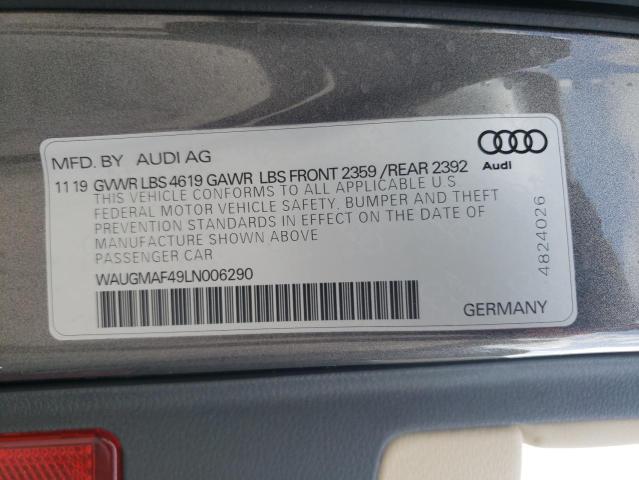 MFD. BY AUDI AG
Audi
11 19 GVWR LBS 4619 GAWR LBS FRONT 2359 /REAR 2392
THIS VEHICLE CONFORMS TO ALL APPLICABLE U.S
FEDERAL MOTOR VEHICLE SAFETY, BUMPER AND THEFT
PREVENTION STANDARDS IN EFFECT ON THE DATE OF
MANUFACTURE SHOWN ABOVE
PASSENGER CAR
WAUGMAF49LN006290
4824026
GERMANY